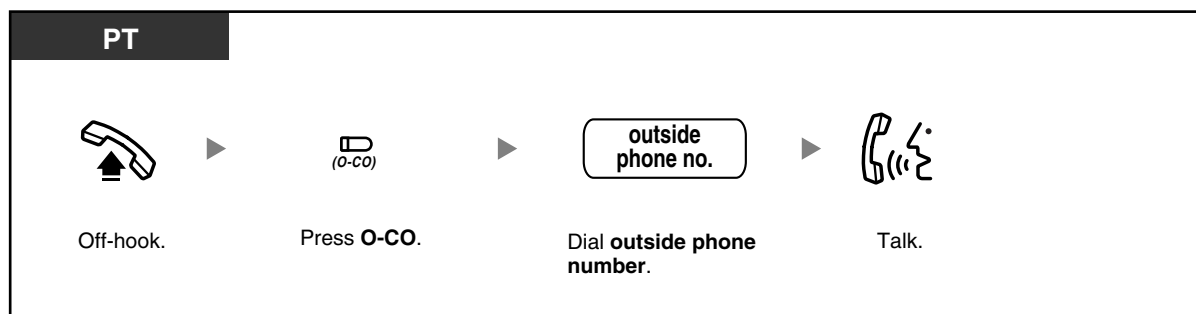 PT
(O-CO)
outside
phone no.
Off-hook.
Press O-CO.
Dial outside phone
number.
Talk.